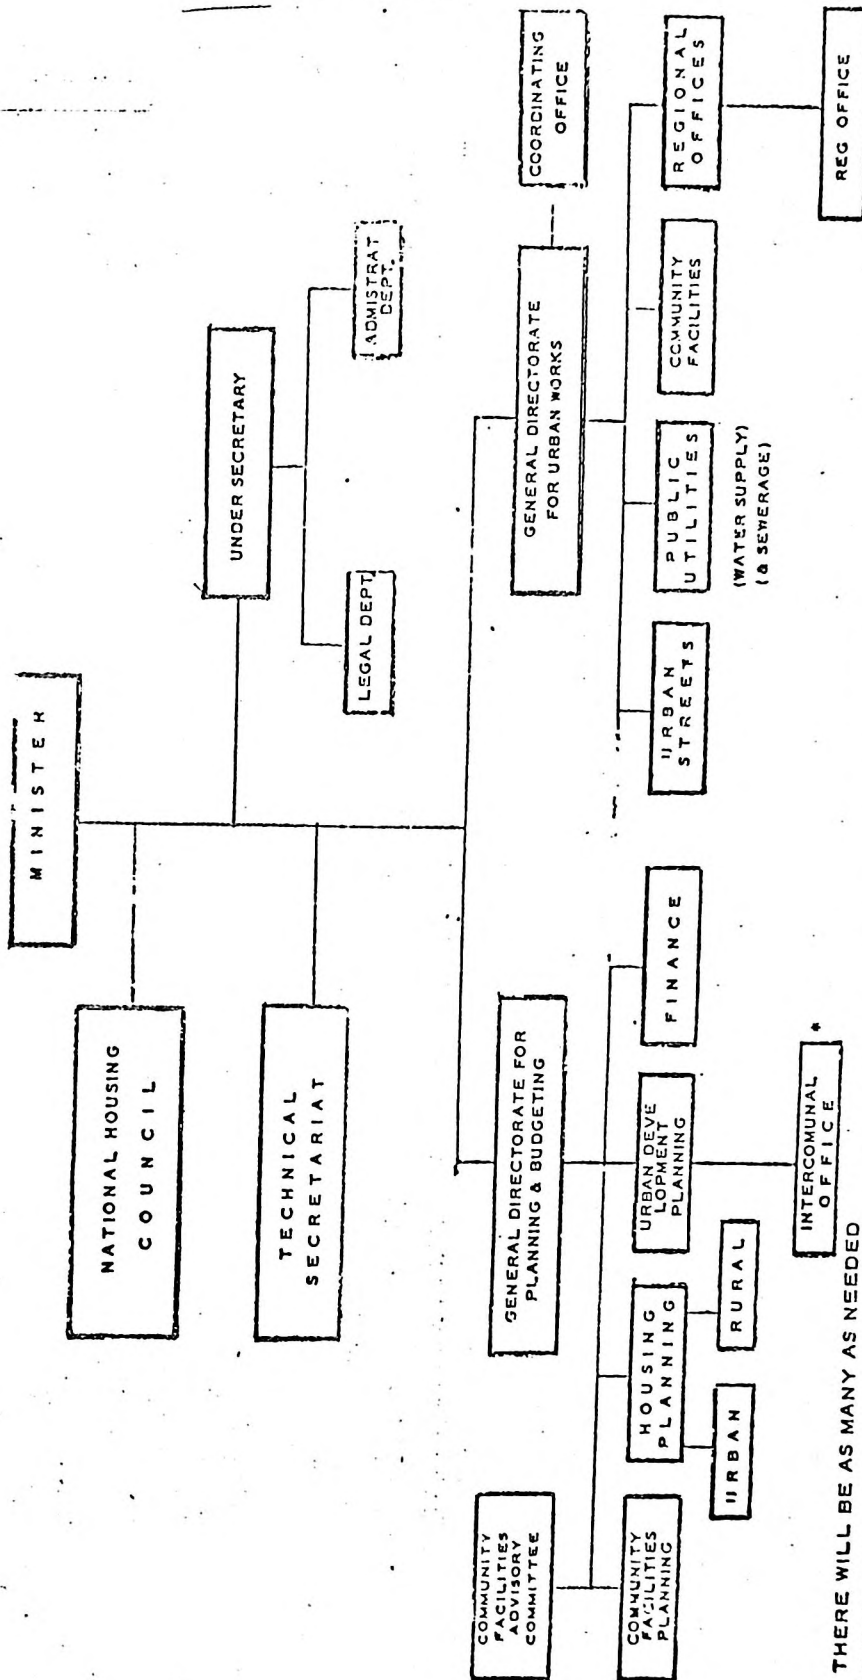 MINISTER
NATIONAL HOUSING
COUNCIL
UNDER SECRETARY
TECHNICAL
SECRETARIAT
LEGAL DEPT
ADMISTRAT
DEPT.
COMMUNITY
FACILITIES
ADVISORY
COMMITTEE
GENERAL DIRECTORATE FOR
PLANNING & BUDGETING
GENERAL DIRECTORATE
FOR URBAN WORKS
COORDINATING
OFFICE
COMMUNITY
FACILITIES
PLANNING
HOUSING
PLANNING
URBAN DEVE
LOPMENT
PLANNING
FINANCE
URBAN
STREETS
PUBLIC
UTILITIES
COMMUNITY
FACILITIES
REGIONAL
OFFICES
URBAN
RURAL
(WATER SUPPLY)
(& SEWERAGE)
INTERCOMUNAL
OFFICE
*
REG OFFICE
THERE WILL BE AS MANY AS NEEDED